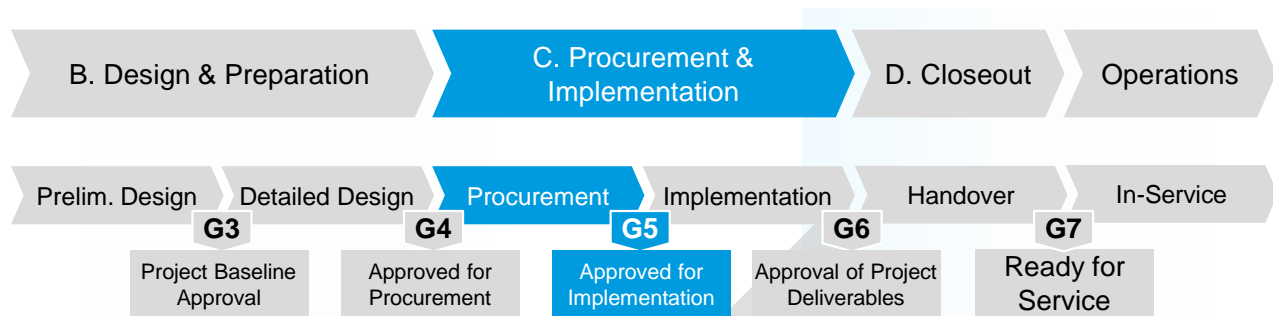 B. Design & Preparation
C. Procurement &
Implementation
D. Closeout
Operations
Prelim. Design
Detailed Design
Procurement
Implementation
Handover
In-Service
G3
G4
G5
G6
G7
Project Baseline
Approval
Approved for
Procurement
Approved for
Implementation
Approval of Project
Deliverables
Ready for
Service